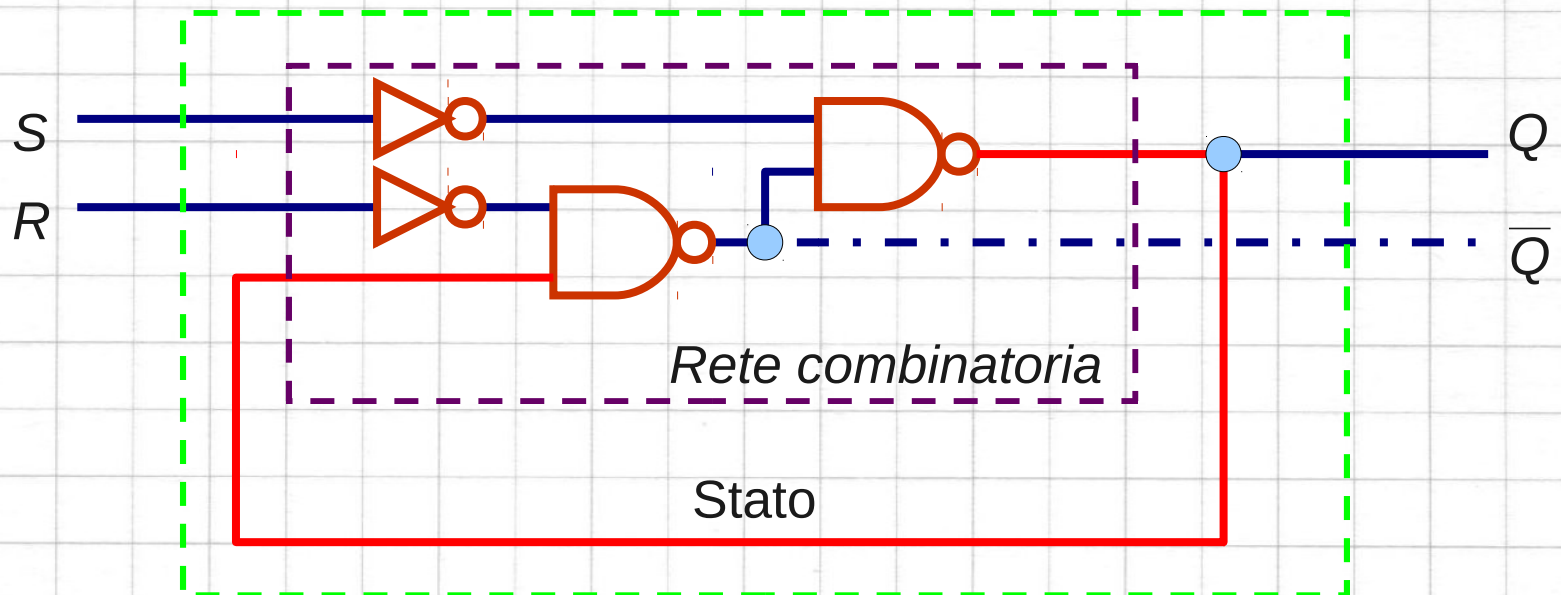 S
Q
R
Q̅
Rete combinatoria
Stato